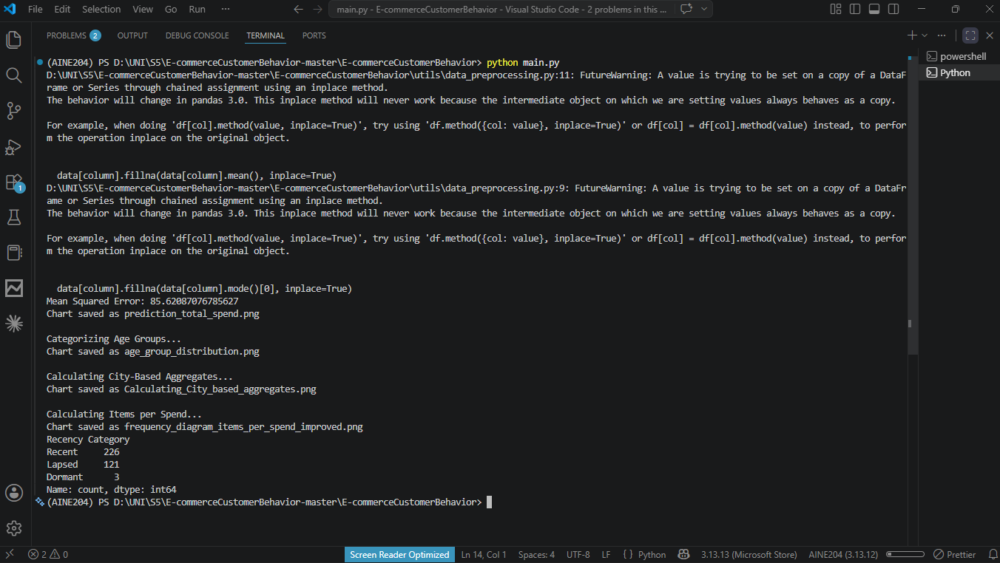 File Edit Selection View Go Run ··· main.py - E-commerceCustomerBehavior - Visual Studio Code - 2 problems in this ...
PROBLEMS 2 OUTPUT DEBUG CONSOLE TERMINAL PORTS
powershell
Python
(AINE204) PS D:\UNI\S5\E-commerceCustomerBehavior-master\E-commerceCustomerBehavior> python main.py
D:\UNI\S5\E-commerceCustomerBehavior-master\E-commerceCustomerBehavior\utils\data_preprocessing.py:11: FutureWarning: A value is trying to be set on a copy of a DataF
rame or Series through chained assignment using an inplace method.
The behavior will change in pandas 3.0. This inplace method will never work because the intermediate object on which we are setting values always behaves as a copy.
For example, when doing 'df[col].method(value, inplace=True)', try using 'df.method({col: value}, inplace=True)' or df[col] = df[col].method(value) instead, to perfor
m the operation inplace on the original object.
data[column].fillna(data[column].mean(), inplace=True)
D:\UNI\S5\E-commerceCustomerBehavior-master\E-commerceCustomerBehavior\utils\data_preprocessing.py:9: FutureWarning: A value is trying to be set on a copy of a DataFr
ame or Series through chained assignment using an inplace method.
The behavior will change in pandas 3.0. This inplace method will never work because the intermediate object on which we are setting values always behaves as a copy.
For example, when doing 'df[col].method(value, inplace=True)', try using 'df.method({col: value}, inplace=True)' or df[col] = df[col].method(value) instead, to perfor
m the operation inplace on the original object.
data[column].fillna(data[column].mode()[0], inplace=True)
Mean Squared Error: 85.62087076785627
Chart saved as prediction_total_spend.png
Categorizing Age Groups...
Chart saved as age_group_distribution.png
Calculating City-Based Aggregates...
Chart saved as Calculating_City_based_aggregates.png
Calculating Items per Spend...
Chart saved as frequency_diagram_items_per_spend_improved.png
Recency Category
Recent 226
Lapsed 121
Dormant 3
Name: count, dtype: int64
(AINE204) PS D:\UNI\S5\E-commerceCustomerBehavior-master\E-commerceCustomerBehavior>
1
2 0 Screen Reader Optimized Ln 14, Col 1 Spaces: 4 UTF-8 LF { } Python 3.13.13 (Microsoft Store) AINE204 (3.13.12) Prettier